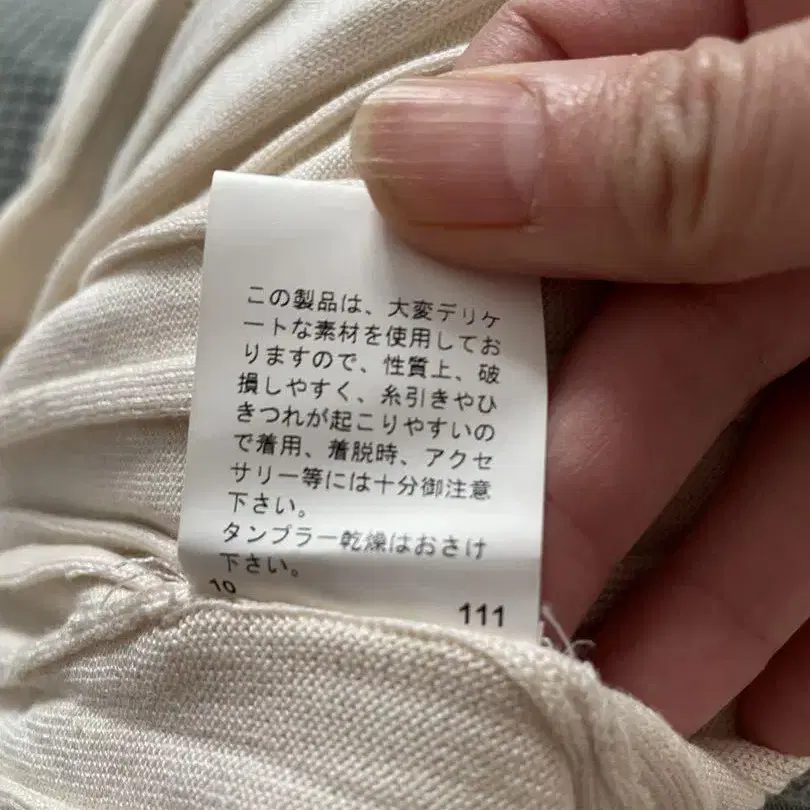 この製品は、大変デリケ
ートな素材を使用してお
りますので、性質上、破
損しやすく、糸引きやひ
きつれが起こりやすいの
で着用、着脱時、アクセ
サリー等には十分御注意
下さい。
タンブラー乾燥はおさけ
下さい。
10
111